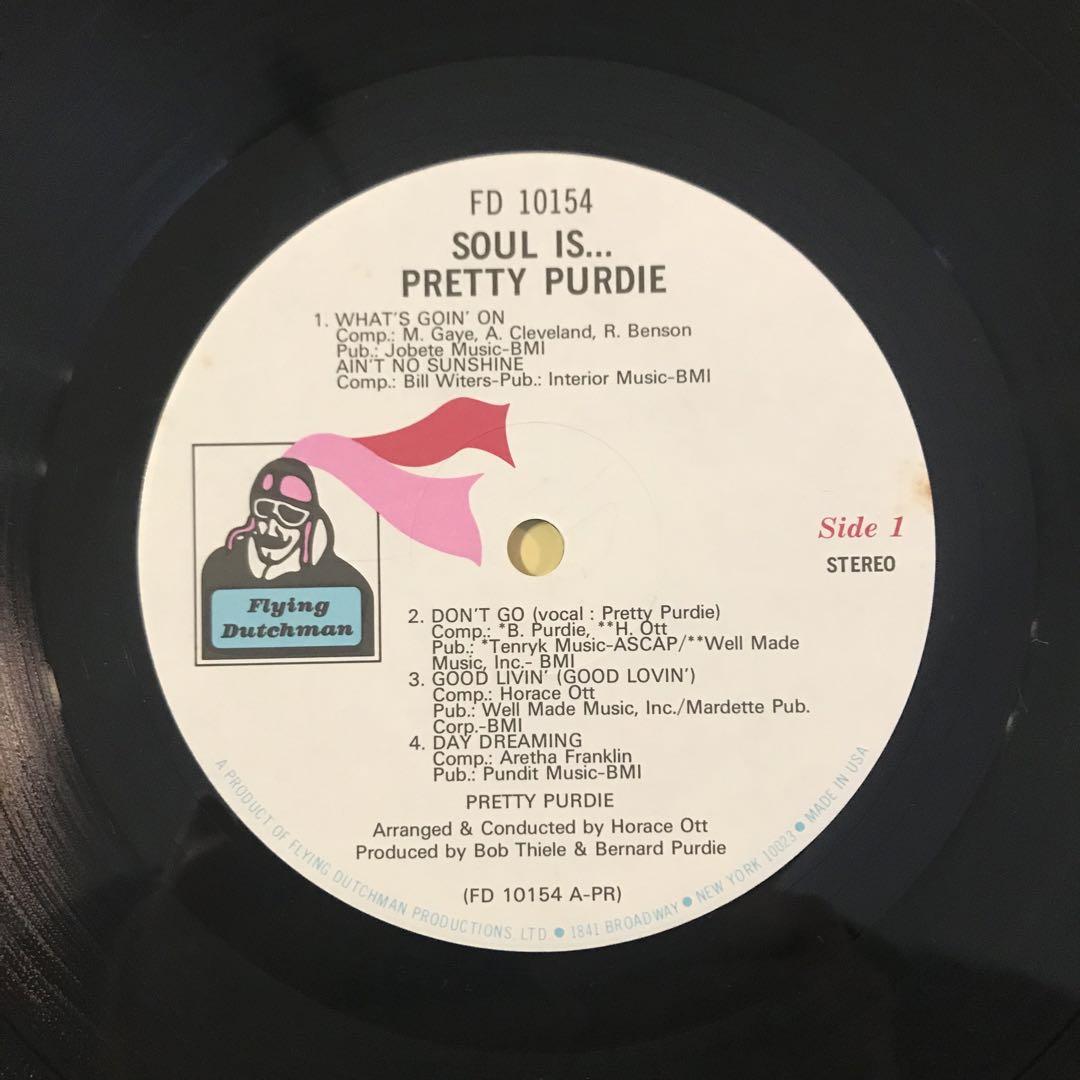 FD 10154
SOUL IS...
PRETTY PURDIE
1. WHAT'S GOIN' ON
Comp.: M. Gaye, A. Cleveland, R. Benson
Pub.: Jobete Music-BMI
AIN'T NO SUNSHINE
Comp.: Bill Witers-Pub.: Interior Music-BMI
Flying
Dutchman
Side 1
STEREO
2. DON'T GO (vocal : Pretty Purdie)
Comp.: *B. Purdie, **H. Ott
Pub.: *Tenryk Music-ASCAP/**Well Made
Music, Inc.- BMI
3. GOOD LIVIN' (GOOD LOVIN')
Comp.: Horace Ott
Pub.: Well Made Music, Inc./Mardette Pub.
Corp.-BMI
4. DAY DREAMING
Comp.: Aretha Franklin
Pub.: Pundit Music-BMI
PRETTY PURDIE
Arranged & Conducted by Horace Ott
Produced by Bob Thiele & Bernard Purdie
(FD 10154 A-PR)
A PRODUCT OF FLYING DUTCHMAN PRODUCTIONS, LTD ● 1841 BROADWAY ● NEW YORK 10023 ● MADE IN USA